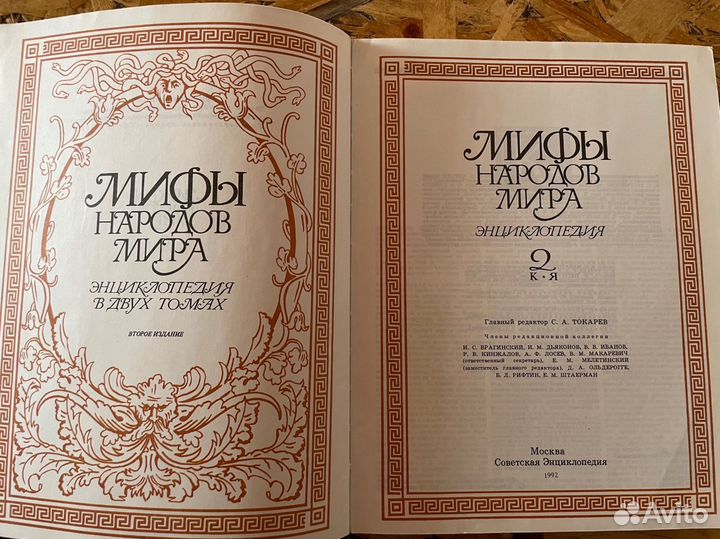 МИФЫ
НАРОДОВ
МИРА
ЭНЦИКЛОПЕДИЯ
В ДВУХ ТОМАХ
ВТОРОЕ ИЗДАНИЕ
МИФЫ
НАРОДОВ
МИРА
ЭНЦИКЛОПЕДИЯ
2
К · Я
Главный редактор С. А. ТОКАРЕВ
Члены редакционной коллегии
И. С. БРАГИНСКИЙ, И. М. ДЬЯКОНОВ, В. В. ИВАНОВ,
Р. В. КИНЖАЛОВ, А. Ф. ЛОСЕВ, В. М. МАКАРЕВИЧ
(ответственный секретарь), Е. М. МЕЛЕТИНСКИЙ
(заместитель главного редактора), Д. А. ОЛЬДЕРОГГЕ,
Б. Л. РИФТИН, Е. М. ШТАЕРМАН
Москва
Советская Энциклопедия
1992
Avito